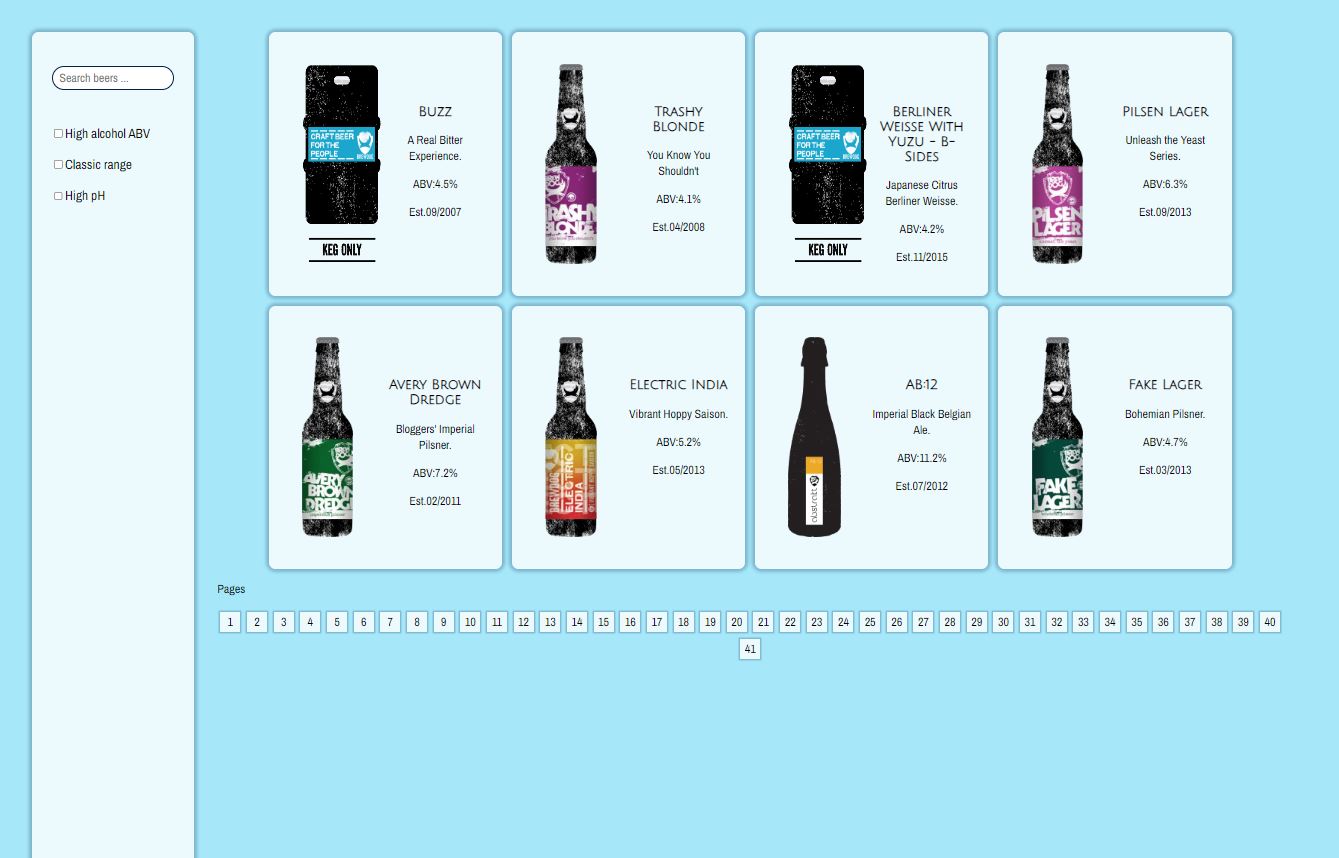 Search beers ...
High alcohol ABV
Classic range
High pH
CRAFT BEER
FOR THE
PEOPLE
BREWDOG
KEG ONLY
Buzz
A Real Bitter
Experience.
ABV:4.5%
Est.09/2007
TRASHY
BLONDE
Trashy
Blonde
You Know You
Shouldn't
ABV:4.1%
Est.04/2008
CRAFT BEER
FOR THE
PEOPLE
BREWDOG
KEG ONLY
Berliner
Weisse With
Yuzu - B-
Sides
Japanese Citrus
Berliner Weisse.
ABV:4.2%
Est.11/2015
PILSEN
LAGER
Pilsen Lager
Unleash the Yeast
Series.
ABV:6.3%
Est.09/2013
AVERY
BROWN
DREDGE
Avery Brown
Dredge
Bloggers' Imperial
Pilsner.
ABV:7.2%
Est.02/2011
BREWDOG
ELECTRIC
INDIA
Electric India
Vibrant Hoppy Saison.
ABV:5.2%
Est.05/2013
abstrakt
AB:12
Imperial Black Belgian
Ale.
ABV:11.2%
Est.07/2012
FAKE
LAGER
Fake Lager
Bohemian Pilsner.
ABV:4.7%
Est.03/2013
Pages
1 2 3 4 5 6 7 8 9 10 11 12 13 14 15 16 17 18 19 20 21 22 23 24 25 26 27 28 29 30 31 32 33 34 35 36 37 38 39 40
41